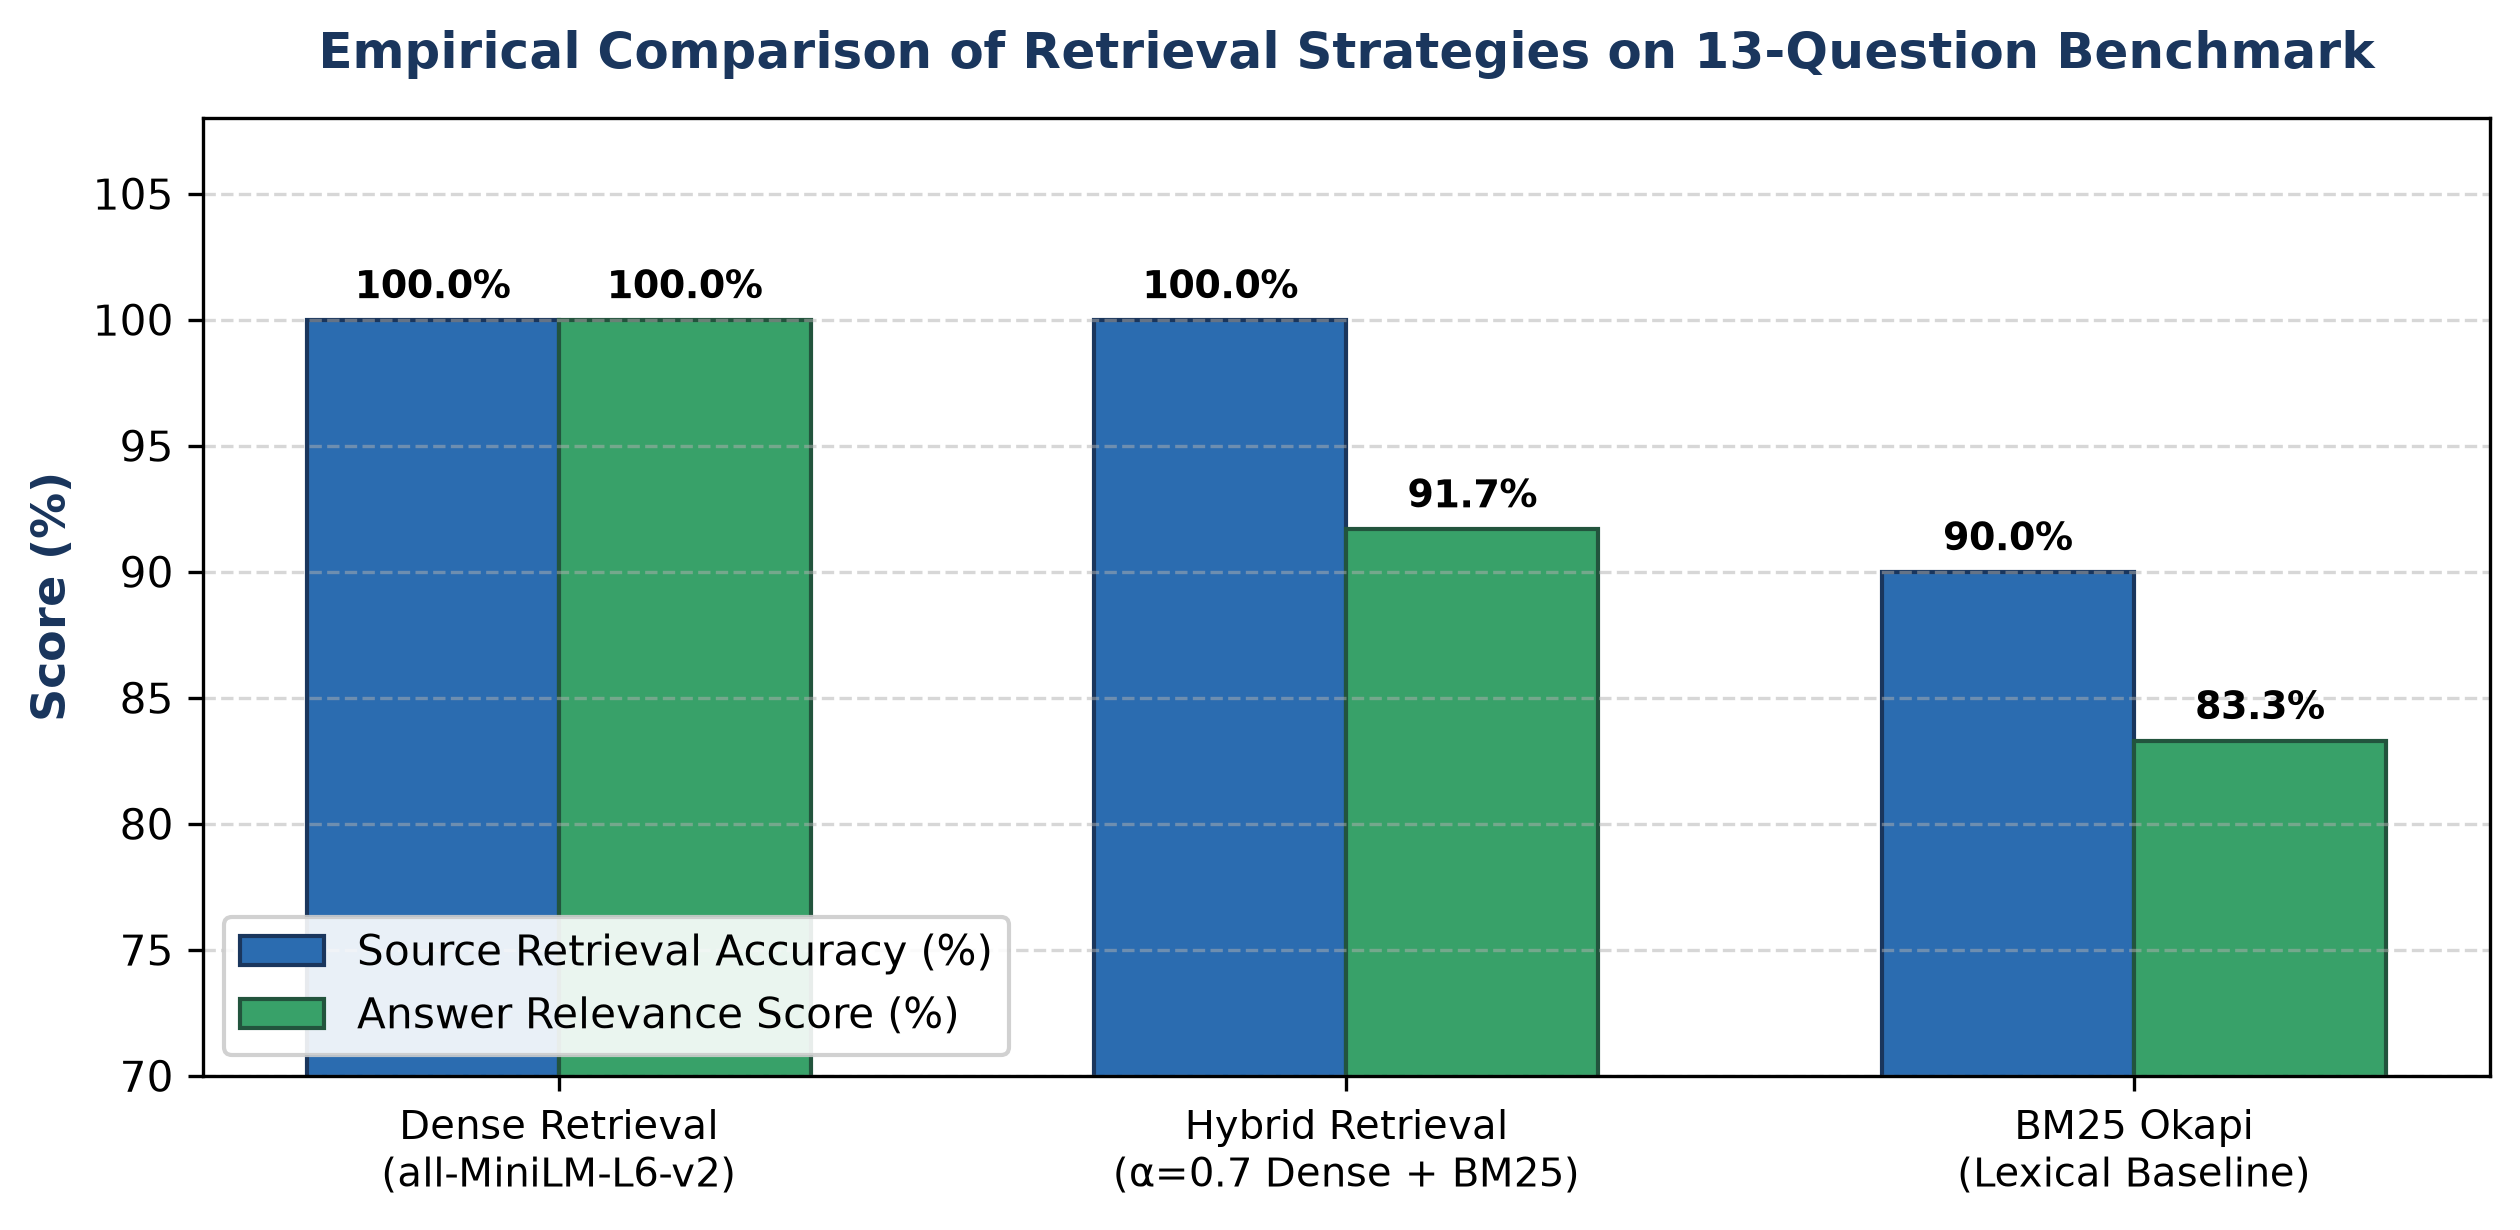 Empirical Comparison of Retrieval Strategies on 13-Question Benchmark
Score (%)
105
100
95
90
85
80
75
70
100.0%
100.0%
100.0%
91.7%
90.0%
83.3%
Source Retrieval Accuracy (%)
Answer Relevance Score (%)
Dense Retrieval
(all-MiniLM-L6-v2)
Hybrid Retrieval
(α=0.7 Dense + BM25)
BM25 Okapi
(Lexical Baseline)